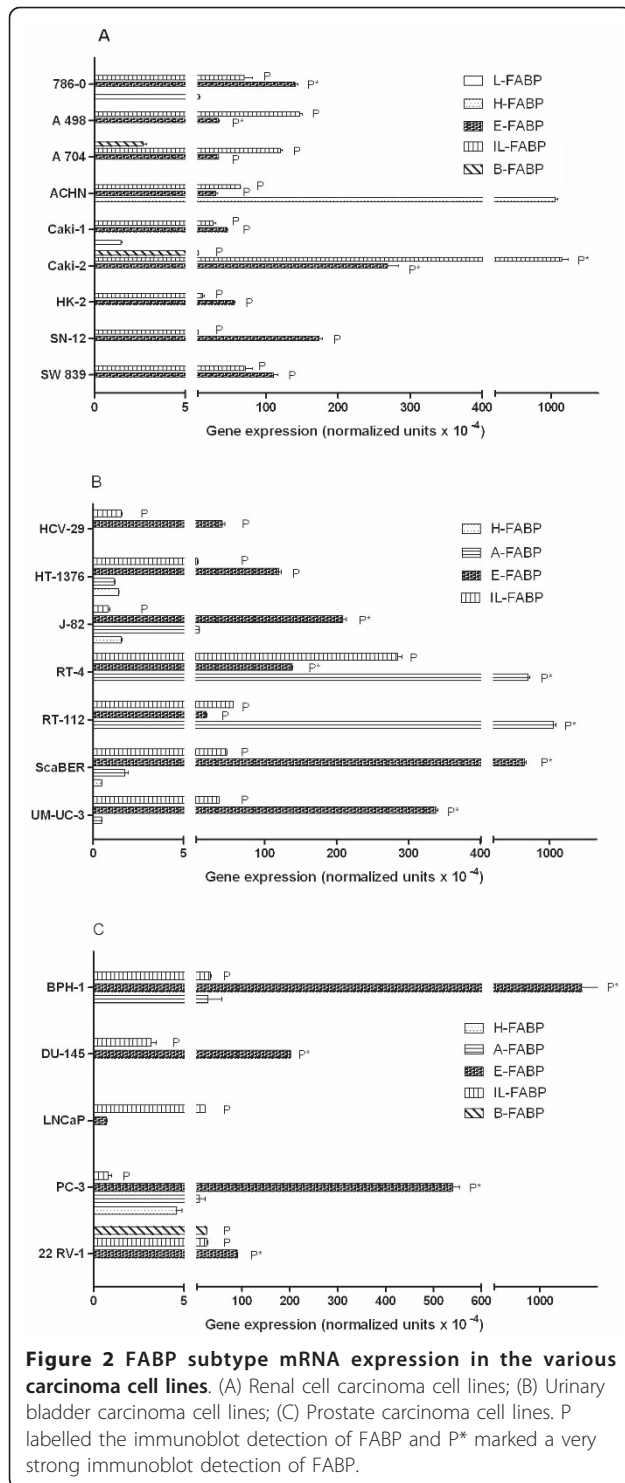 A
786-0
P
P*
L-FABP
H-FABP
E-FABP
IL-FABP
B-FABP
A 498
P
P*
A 704
P
P
ACHN
P
P
Caki-1
P
P
Caki-2
P
P*
P*
HK-2
P
P
SN-12
P
P
SW 839
P
P
0 5 100 200 300 400 1000
Gene expression (normalized units x 10-4)
B
HCV-29
P
P
H-FABP
A-FABP
E-FABP
IL-FABP
HT-1376
P
P
J-82
P
P*
RT-4
P
P*
P*
RT-112
P
P
P*
ScaBER
P
P*
UM-UC-3
P
P*
0 5 100 200 300 400 1000
Gene expression (normalized units x 10-4)
C
BPH-1
P
P*
H-FABP
A-FABP
E-FABP
IL-FABP
B-FABP
DU-145
P
P*
LNCaP
P
PC-3
P
P*
22 RV-1
P
P
P*
0 5 100 200 300 400 500 600 1000
Gene expression (normalized units x 10-4)
Figure 2 FABP subtype mRNA expression in the various
carcinoma cell lines. (A) Renal cell carcinoma cell lines; (B) Urinary
bladder carcinoma cell lines; (C) Prostate carcinoma cell lines. P
labelled the immunoblot detection of FABP and P* marked a very
strong immunoblot detection of FABP.